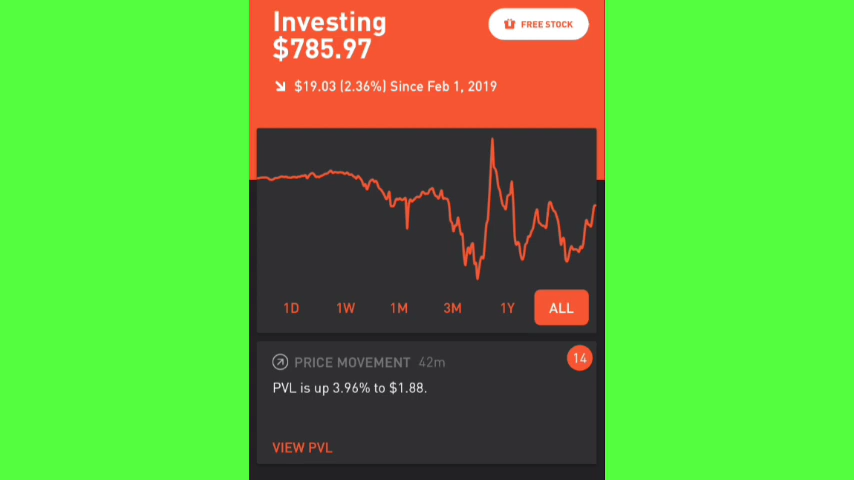 Investing
$785.97
FREE STOCK
$19.03 (2.36%) Since Feb 1, 2019
1D 1W 1M 3M 1Y ALL
PRICE MOVEMENT 42m
14
PVL is up 3.96% to $1.88.
VIEW PVL